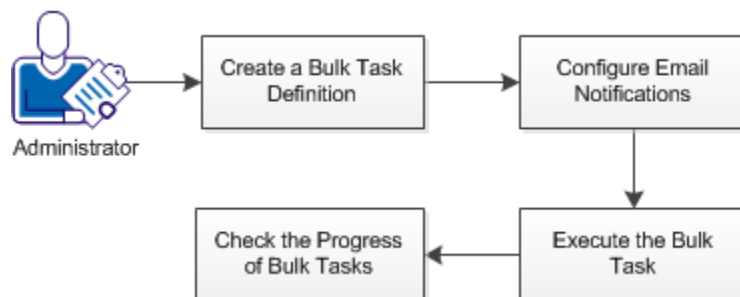 Create a Bulk Task
Definition
Configure Email
Notifications
Administrator
Check the Progress
of Bulk Tasks
Execute the Bulk
Task